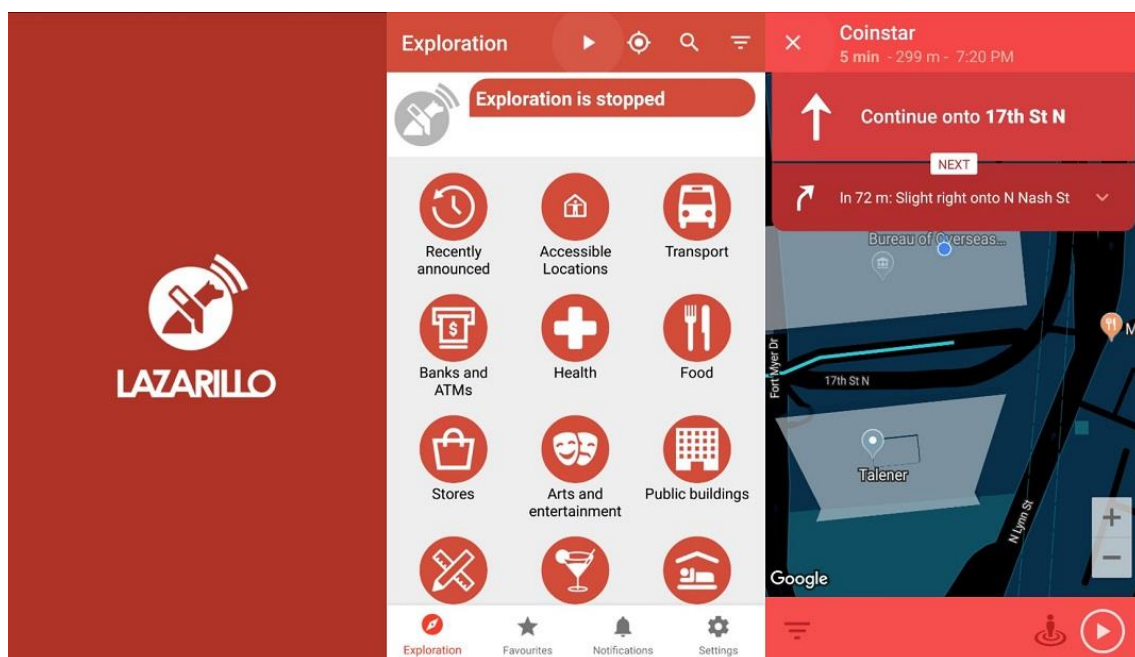 LAZARILLO
Exploration
Exploration is stopped
Recently
announced
Accessible
Locations
Transport
$
Banks and
ATMs
Health
Food
Stores
Arts and
entertainment
Public buildings
Exploration
Favourites
Notifications
Settings
Coinstar
5 min - 299 m - 7:20 PM
Continue onto 17th St N
NEXT
In 72 m: Slight right onto N Nash St
Bureau of Overseas...
M
Fort Myer Dr
17th St N
Talener
N Lynn St
+
−
Google